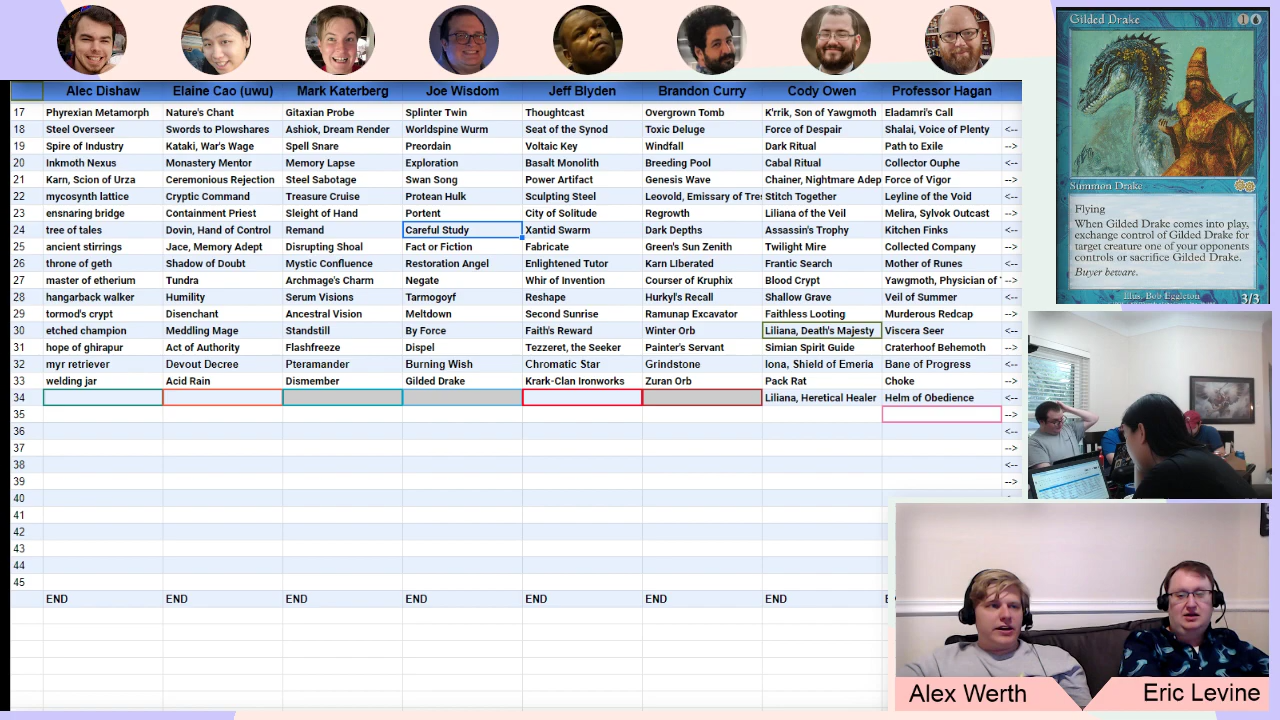 Alec Dishaw Elaine Cao (uwu) Mark Katerberg Joe Wisdom Jeff Blyden Brandon Curry Cody Owen Professor Hagan
17 Phyrexian Metamorph Nature's Chant Gitaxian Probe Splinter Twin Thoughtcast Overgrown Tomb K'rrik, Son of Yawgmoth Eladamri's Call
18 Steel Overseer Swords to Plowshares Ashiok, Dream Render Worldspine Wurm Seat of the Synod Toxic Deluge Force of Despair Shalai, Voice of Plenty <--
19 Spire of Industry Kataki, War's Wage Spell Snare Preordain Voltaic Key Windfall Dark Ritual Path to Exile -->
20 Inkmoth Nexus Monastery Mentor Memory Lapse Exploration Basalt Monolith Breeding Pool Cabal Ritual Collector Ouphe <--
21 Karn, Scion of Urza Ceremonious Rejection Steel Sabotage Swan Song Power Artifact Genesis Wave Chainer, Nightmare Adep Force of Vigor -->
22 mycosynth lattice Cryptic Command Treasure Cruise Protean Hulk Sculpting Steel Leovold, Emissary of Tres Stitch Together Leyline of the Void <--
23 ensnaring bridge Containment Priest Sleight of Hand Portent City of Solitude Regrowth Liliana of the Veil Melira, Sylvok Outcast -->
24 tree of tales Dovin, Hand of Control Remand Careful Study Xantid Swarm Dark Depths Assassin's Trophy Kitchen Finks <--
25 ancient stirrings Jace, Memory Adept Disrupting Shoal Fact or Fiction Fabricate Green's Sun Zenith Twilight Mire Collected Company -->
26 throne of geth Shadow of Doubt Mystic Confluence Restoration Angel Enlightened Tutor Karn LIberated Frantic Search Mother of Runes <--
27 master of etherium Tundra Archmage's Charm Negate Whir of Invention Courser of Kruphix Blood Crypt Yawgmoth, Physician of -->
28 hangarback walker Humility Serum Visions Tarmogoyf Reshape Hurkyl's Recall Shallow Grave Veil of Summer <--
29 tormod's crypt Disenchant Ancestral Vision Meltdown Second Sunrise Ramunap Excavator Faithless Looting Murderous Redcap -->
30 etched champion Meddling Mage Standstill By Force Faith's Reward Winter Orb Liliana, Death's Majesty Viscera Seer <--
31 hope of ghirapur Act of Authority Flashfreeze Dispel Tezzeret, the Seeker Painter's Servant Simian Spirit Guide Craterhoof Behemoth -->
32 myr retriever Devout Decree Pteramander Burning Wish Chromatic Star Grindstone Iona, Shield of Emeria Bane of Progress <--
33 welding jar Acid Rain Dismember Gilded Drake Krark-Clan Ironworks Zuran Orb Pack Rat Choke -->
34 Liliana, Heretical Healer Helm of Obedience <--
35 -->
36 <--
37 -->
38 <--
39 -->
40
41
42
43
44
45
END END END END END END END
Gilded Drake 1
Summon Drake
Flying
When Gilded Drake comes into play,
exchange control of Gilded Drake for
target creature one of your opponents
controls or sacrifice Gilded Drake.
Buyer beware.
Illus. Bob Eggleton
3/3
Alex Werth
Eric Levine